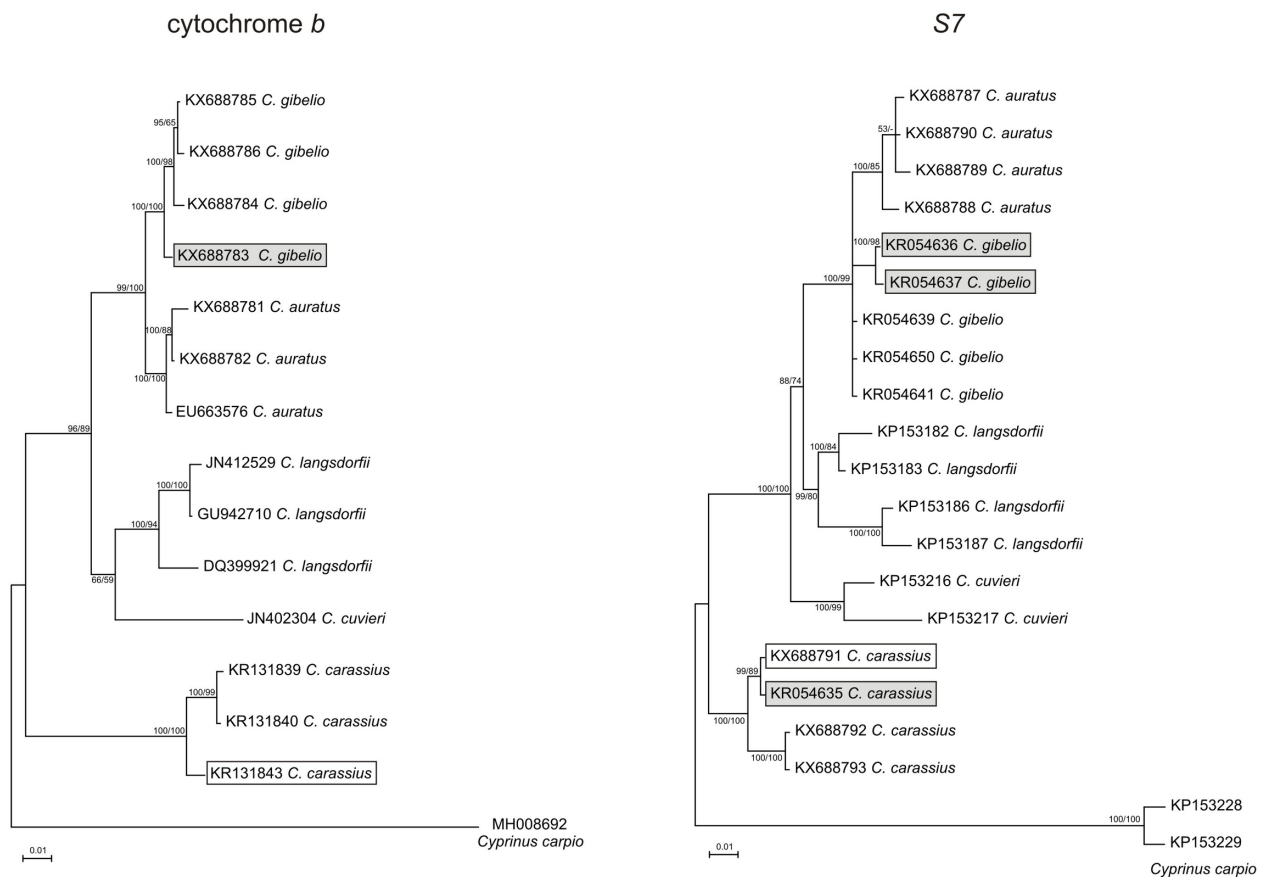 cytochrome b
KX688785 C. gibelio
95/65
KX688786 C. gibelio
100/98
KX688784 C. gibelio
100/100
KX688783 C. gibelio
99/100
KX688781 C. auratus
100/88
KX688782 C. auratus
100/100
EU663576 C. auratus
96/89
JN412529 C. langsdorfii
100/100
GU942710 C. langsdorfii
100/94
DQ399921 C. langsdorfii
66/59
JN402304 C. cuvieri
KR131839 C. carassius
100/99
KR131840 C. carassius
100/100
KR131843 C. carassius
MH008692
Cyprinus carpio
0.01
S7
KX688787 C. auratus
53/-
KX688790 C. auratus
100/85
KX688789 C. auratus
KX688788 C. auratus
100/98
KR054636 C. gibelio
100/99
KR054637 C. gibelio
KR054639 C. gibelio
KR054650 C. gibelio
88/74
KR054641 C. gibelio
KP153182 C. langsdorfii
100/84
KP153183 C. langsdorfii
100/100
99/80
KP153186 C. langsdorfii
100/100
KP153187 C. langsdorfii
KP153216 C. cuvieri
100/99
KP153217 C. cuvieri
KX688791 C. carassius
99/89
KR054635 C. carassius
100/100
KX688792 C. carassius
100/100
KX688793 C. carassius
KP153228
100/100
KP153229
Cyprinus carpio
0.01